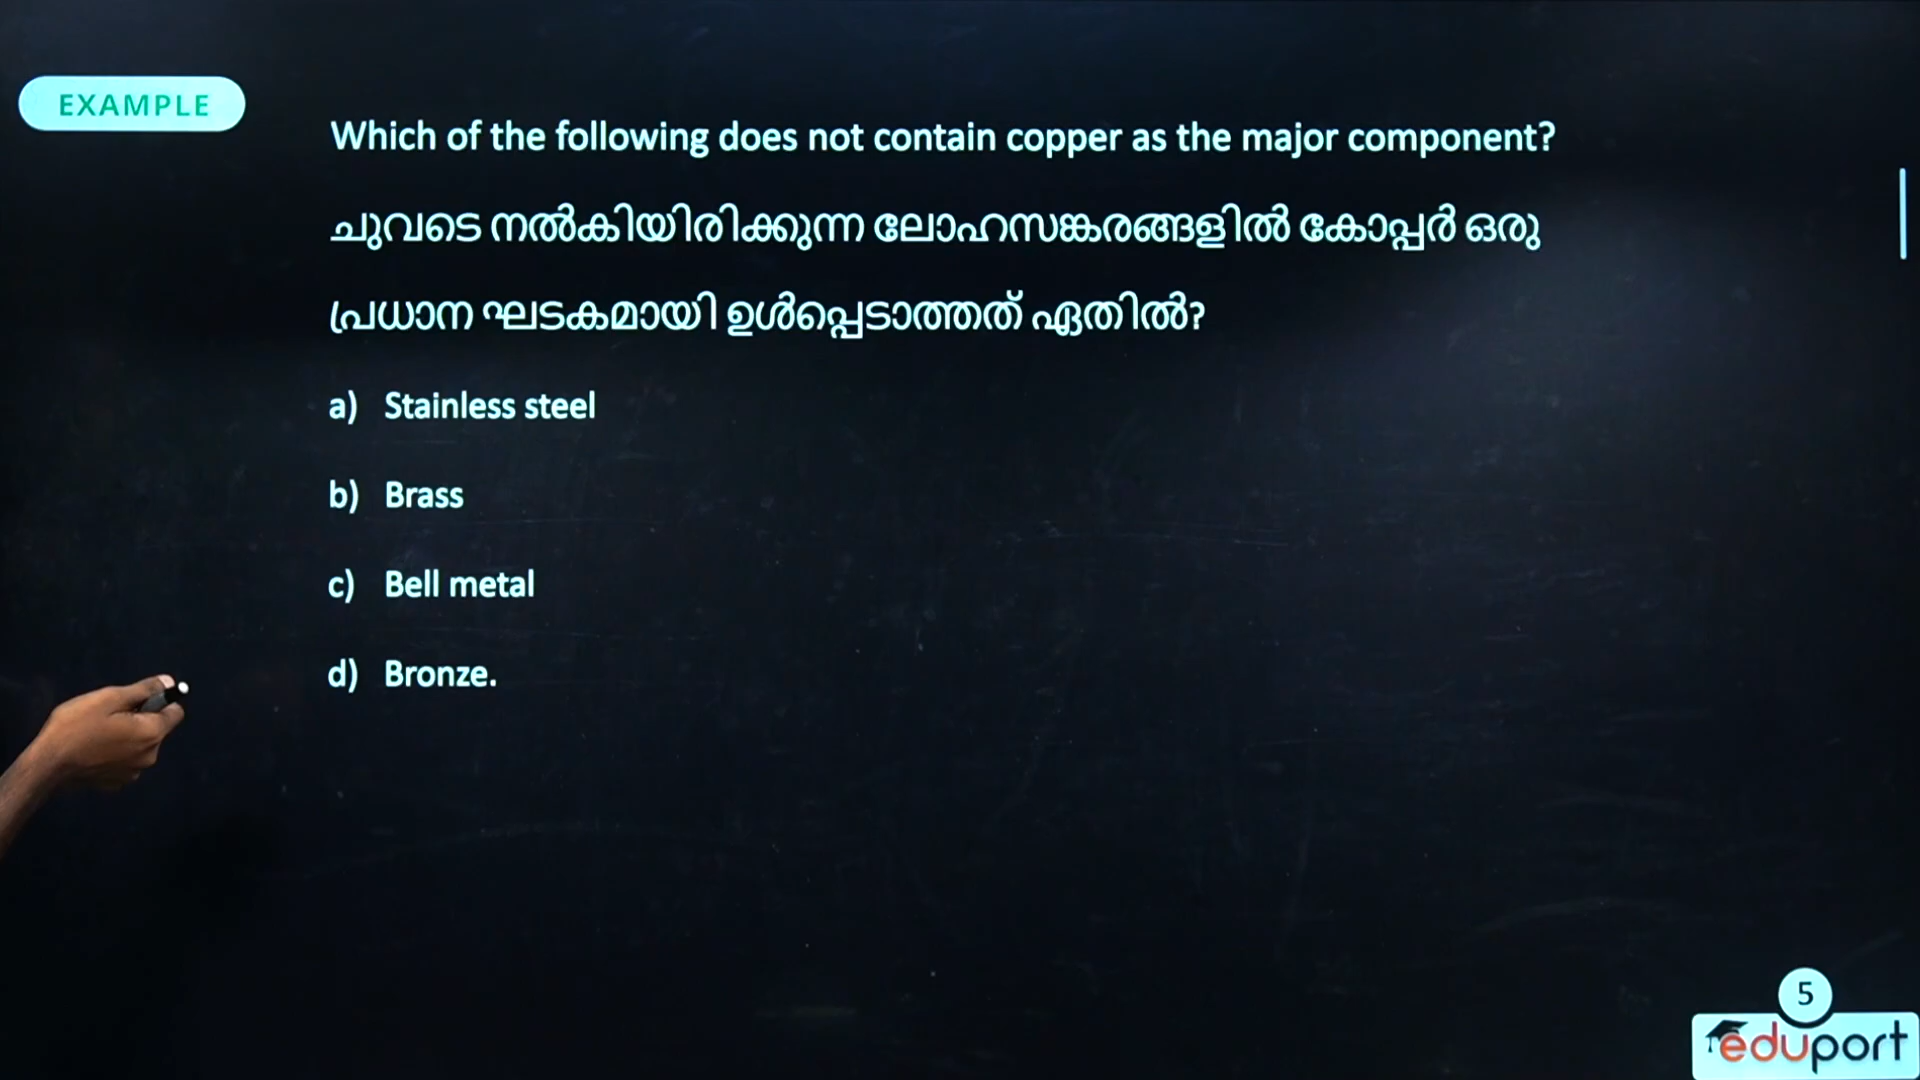 EXAMPLE
Which of the following does not contain copper as the major component?
ചുവടെ നൽകിയിരിക്കുന്ന ലോഹസങ്കരങ്ങളിൽ കോപ്പർ ഒരു
പ്രധാന ഘടകമായി ഉൾപ്പെടാത്തത് ഏതിൽ?
a) Stainless steel
b) Brass
c) Bell metal
d) Bronze.
5
eduport